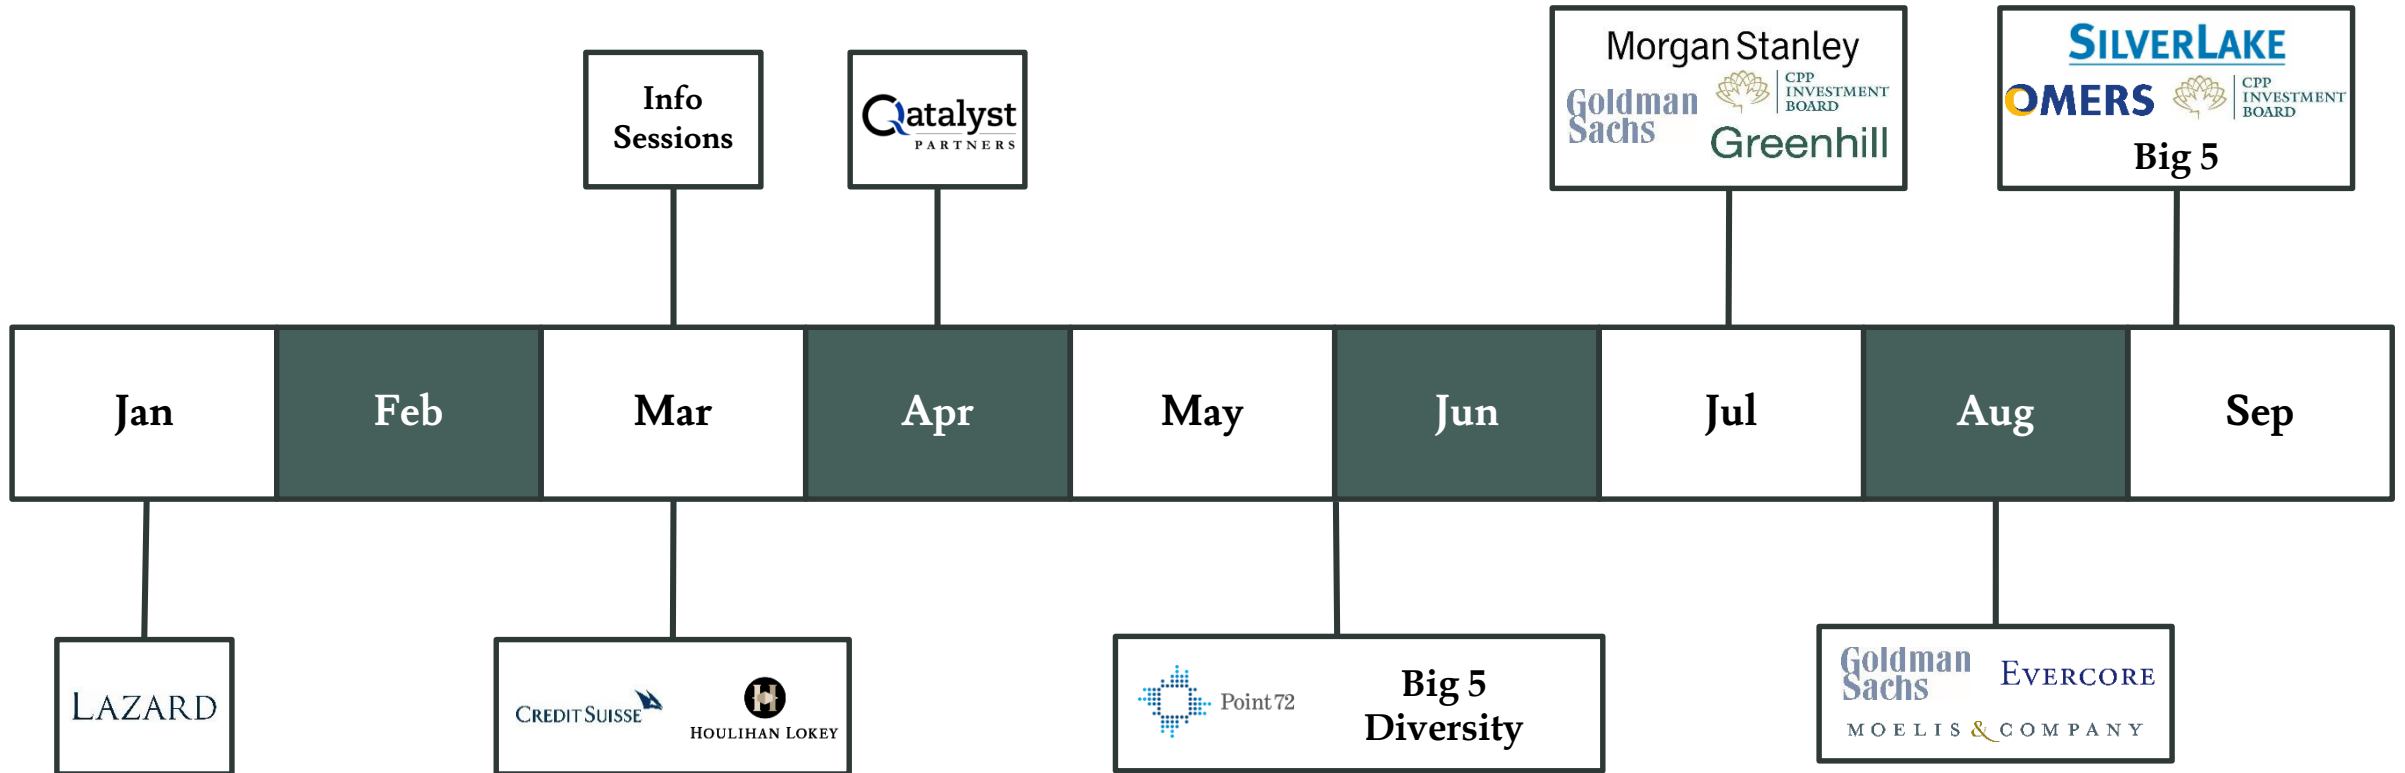 Info
Sessions
Qatalyst
PARTNERS
Morgan Stanley
Goldman
Sachs
CPP
INVESTMENT
BOARD
Greenhill
SILVERLAKE
OMERS
CPP
INVESTMENT
BOARD
Big 5
Jan
Feb
Mar
Apr
May
Jun
Jul
Aug
Sep
LAZARD
CREDIT SUISSE
HOULIHAN LOKEY
Point72
Big 5
Diversity
Goldman
Sachs
EVERCORE
MOELIS & COMPANY